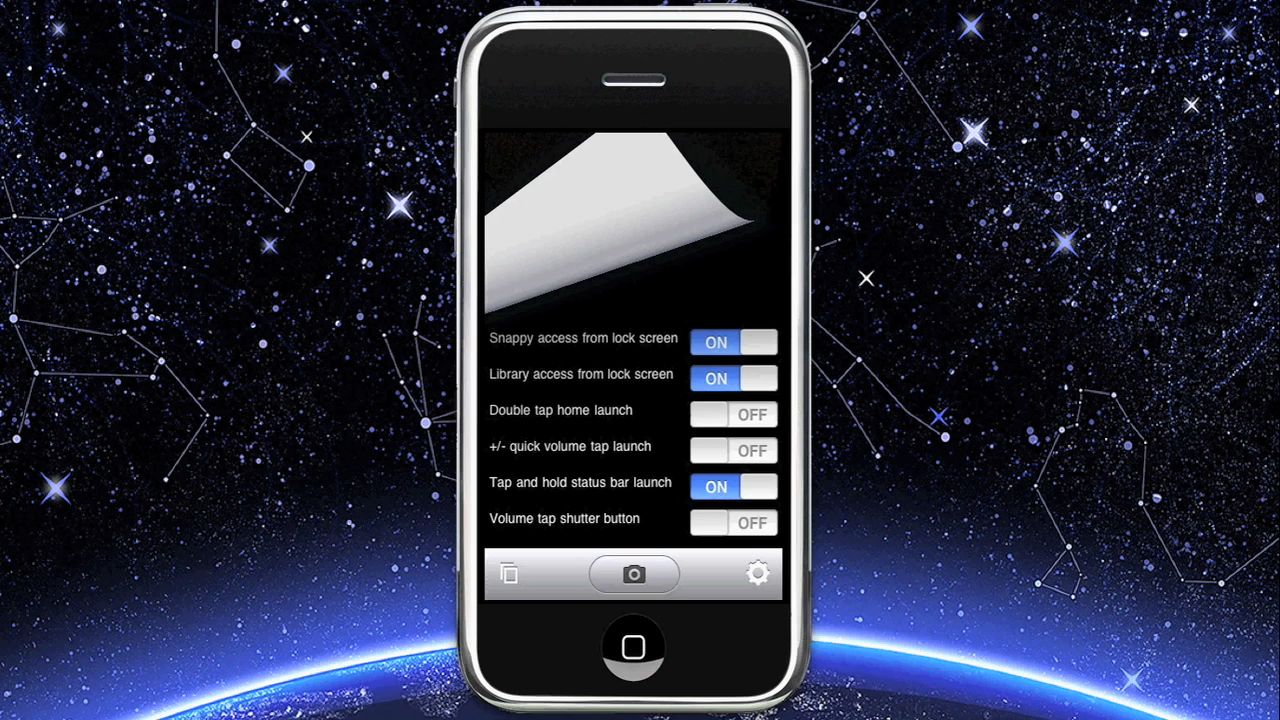 Snappy access from lock screen ON
Library access from lock screen ON
Double tap home launch OFF
+/- quick volume tap launch OFF
Tap and hold status bar launch ON
Volume tap shutter button OFF